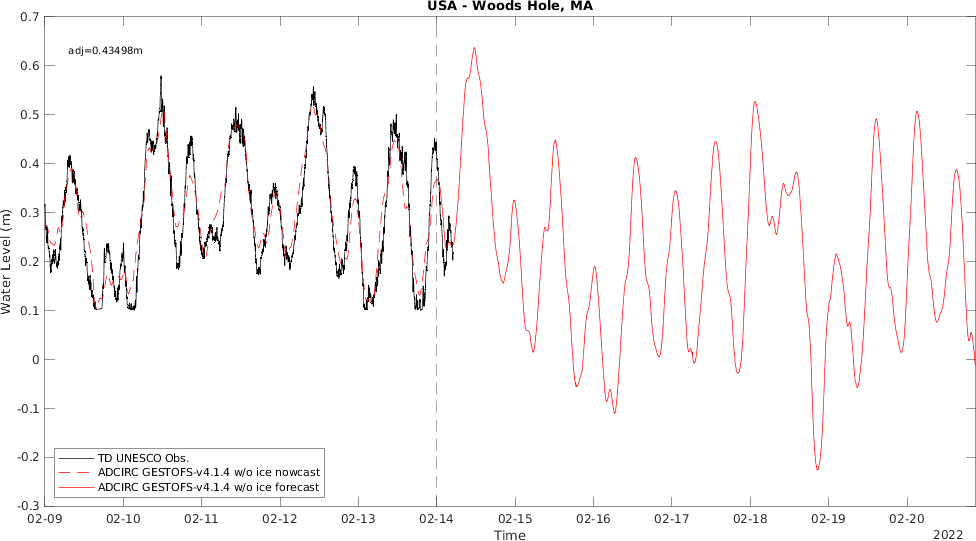 USA - Woods Hole, MA
adj=0.43498m
0.7
0.6
0.5
0.4
0.3
0.2
0.1
0
-0.1
-0.2
-0.3
Water Level (m)
TD UNESCO Obs.
ADCIRC GESTOFS-v4.1.4 w/o ice nowcast
ADCIRC GESTOFS-v4.1.4 w/o ice forecast
02-09 02-10 02-11 02-12 02-13 02-14 02-15 02-16 02-17 02-18 02-19 02-20
Time
2022